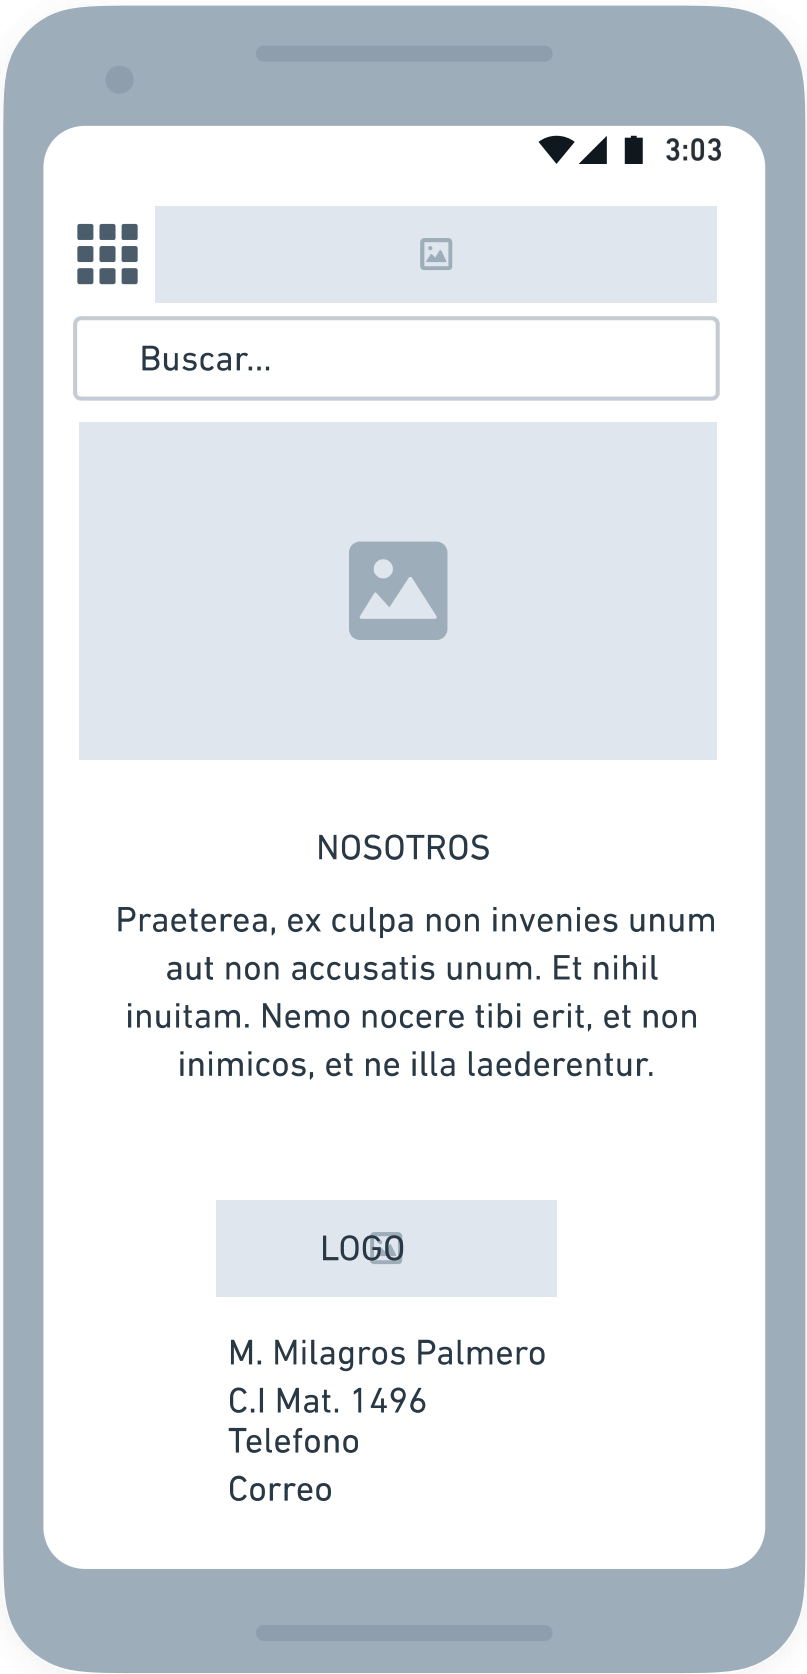 3:03
Buscar...
NOSOTROS
Praeterea, ex culpa non invenies unum
aut non accusatis unum. Et nihil
inuitam. Nemo nocere tibi erit, et non
inimicos, et ne illa laederentur.
LOGO
M. Milagros Palmero
C.I Mat. 1496
Telefono
Correo